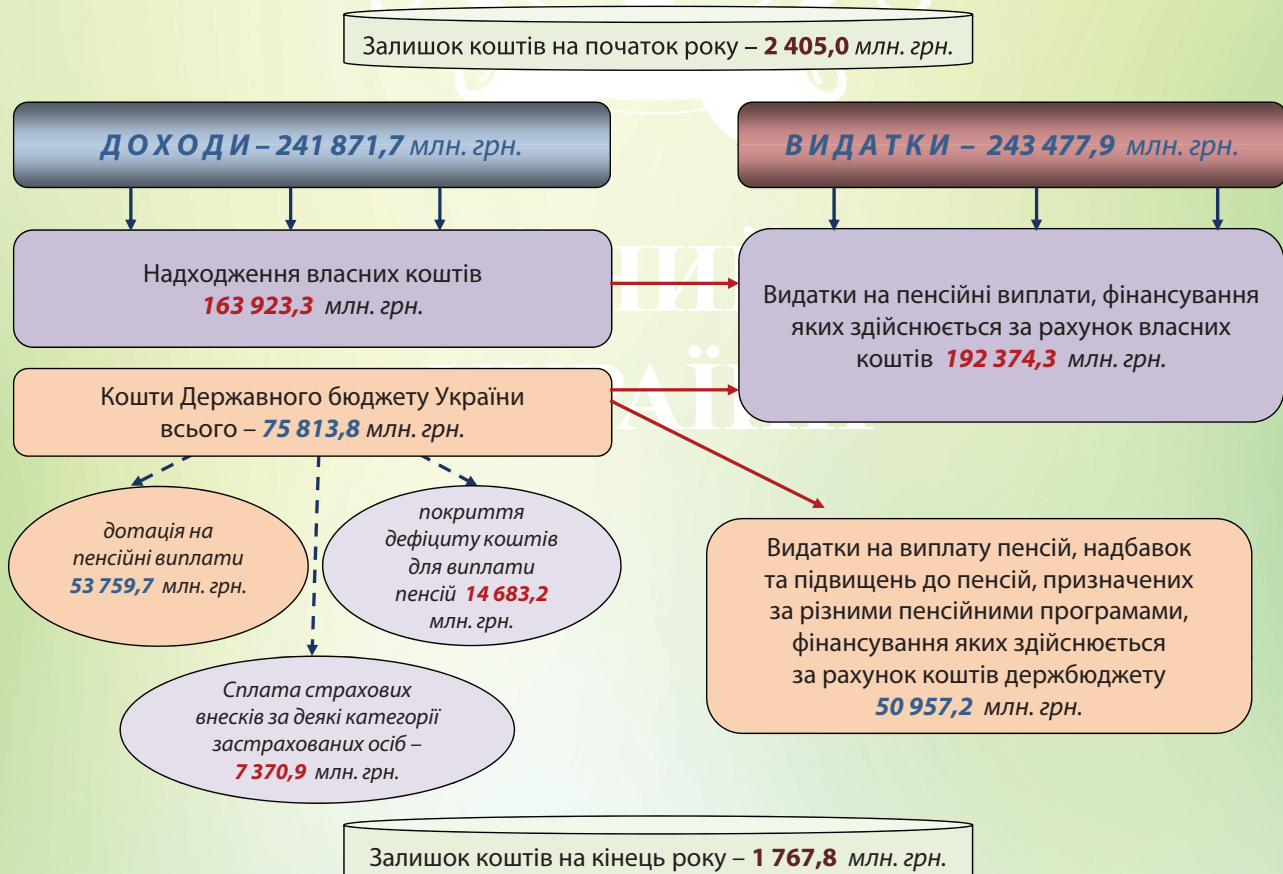 Залишок коштів на початок року – 2 405,0 млн. грн.
ДОХОДИ – 241 871,7 млн. грн.
ВИДАТКИ – 243 477,9 млн. грн.
Надходження власних коштів
163 923,3 млн. грн.
Видатки на пенсійні виплати, фінансування
яких здійснюється за рахунок власних
коштів 192 374,3 млн. грн.
Кошти Державного бюджету України
всього – 75 813,8 млн. грн.
дотація на
пенсійні виплати
53 759,7 млн. грн.
покриття
дефіциту коштів
для виплати
пенсій 14 683,2
млн. грн.
Сплата страхових
внесків за деякі категорії
застрахованих осіб –
7 370,9 млн. грн.
Видатки на виплату пенсій, надбавок
та підвищень до пенсій, призначених
за різними пенсійними програмами,
фінансування яких здійснюється
за рахунок коштів держбюджету
50 957,2 млн. грн.
Залишок коштів на кінець року – 1 767,8 млн. грн.